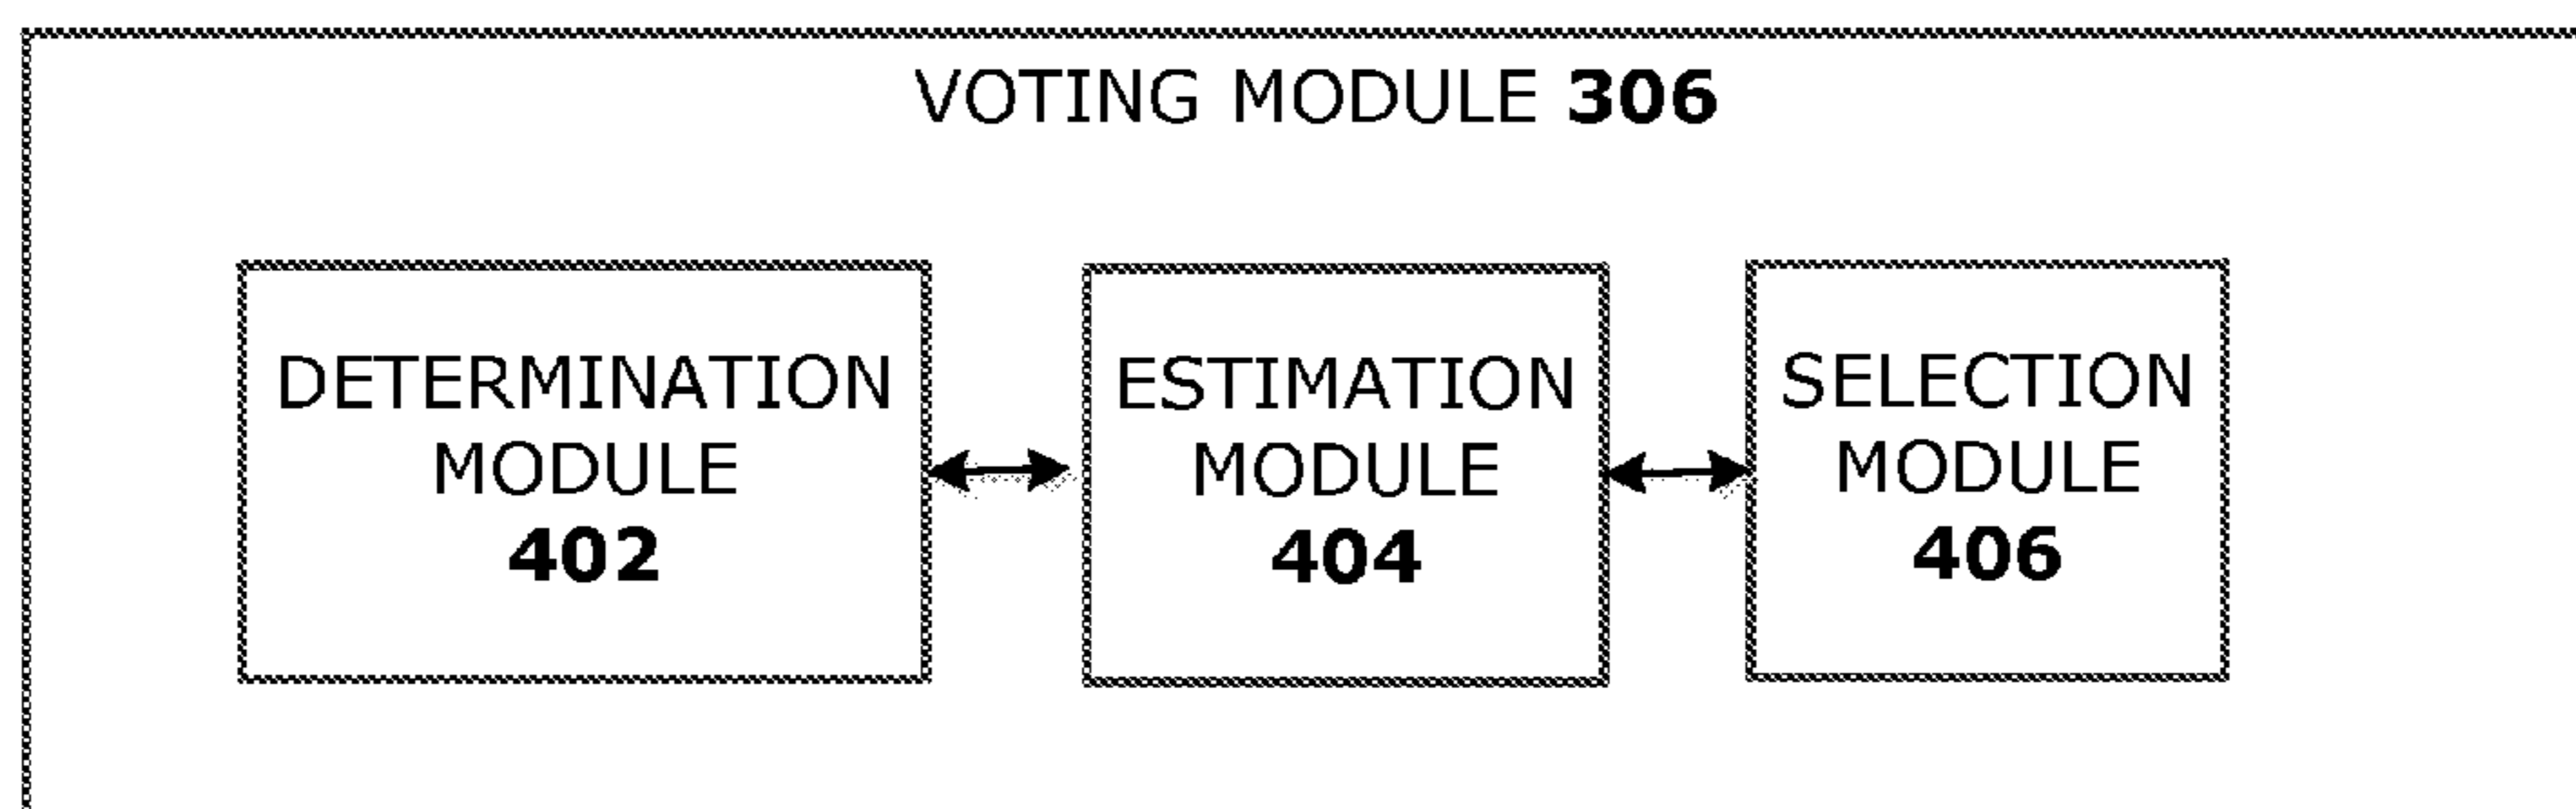 VOTING MODULE 306
DETERMINATION
MODULE
402
ESTIMATION
MODULE
404
SELECTION
MODULE
406